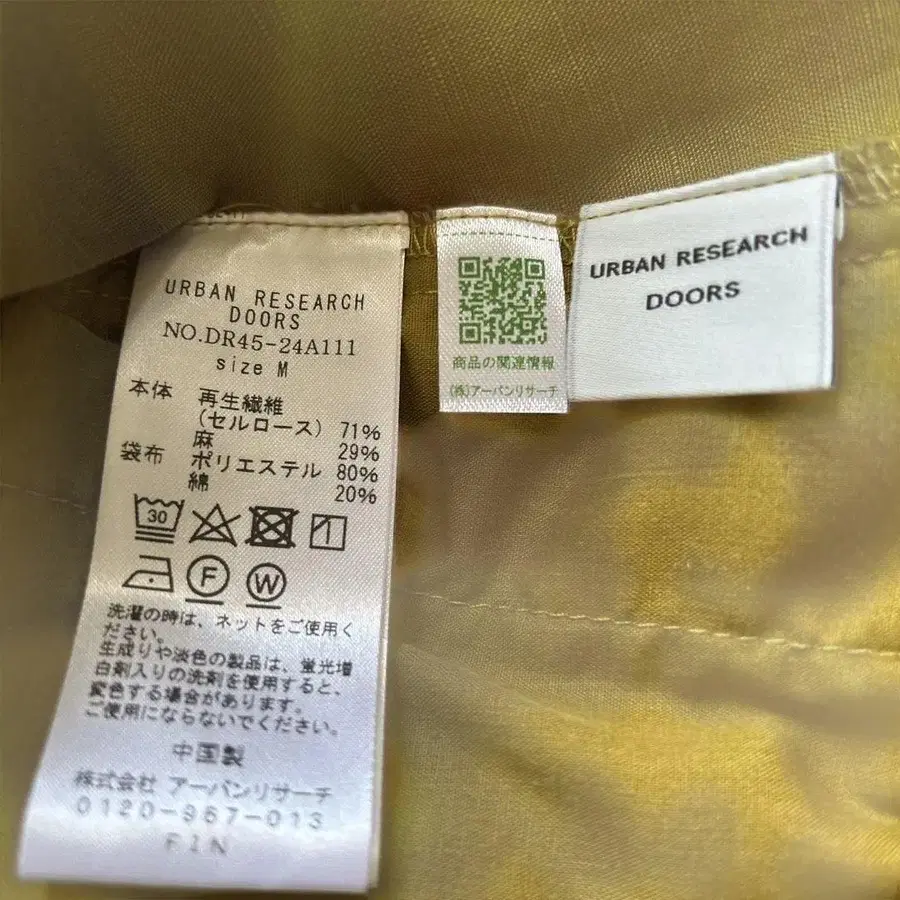 URBAN RESEARCH
DOORS
NO.DR45-24A111
size M
本体 再生繊維
(セルロース) 71%
麻 29%
袋布 ポリエステル 80%
綿 20%
30
F
W
洗濯の時は、ネットをご使用く
ださい。
生成りや淡色の製品は、蛍光増
白剤入りの洗剤を使用すると、
変色する場合があります。
ご使用にならないでください。
中国製
株式会社 アーバンリサーチ
0120-967-013
FIN
商品の関連情報
(株)アーバンリサーチ
URBAN RESEARCH
DOORS